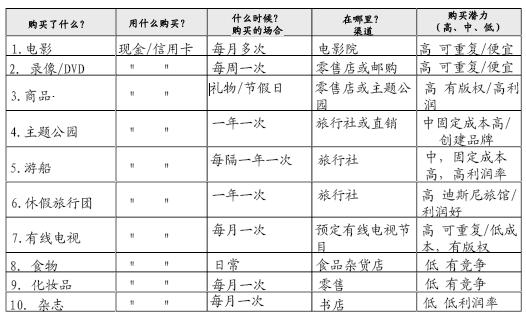 购买了什么? 用什么购买? 什么时候? 在哪里? 购买潜力
购买的场合 渠道 (高、中、低)
1.电影 现金/信用卡 每月多次 电影院 高 可重复/便宜
2. 录像/DVD " " 每周一次 零售店或邮购 高 可重复/便宜
3.商品· " " 礼物/节假日 零售店或主题公 高 有版权/高利
园 润
4.主题公园 " " 一年一次 旅行社或直销 中固定成本高/
创建品牌
5.游船 " " 每隔一年一次 旅行社 中，固定成本
高，高利润率
6.休假旅行团 " " 一年一次 旅行社 高 迪斯尼旅馆/
利润好
7.有线电视 " " 每月一次 预定有线电视节 高 可重复/低成
目 本，有版权
8. 食物 " " 日常 食品杂货店 低 有竞争
9. 化妆品 " " 每月一次 零售 低 有竞争
10. 杂志 " " 每月一次 书店 低 低利润率